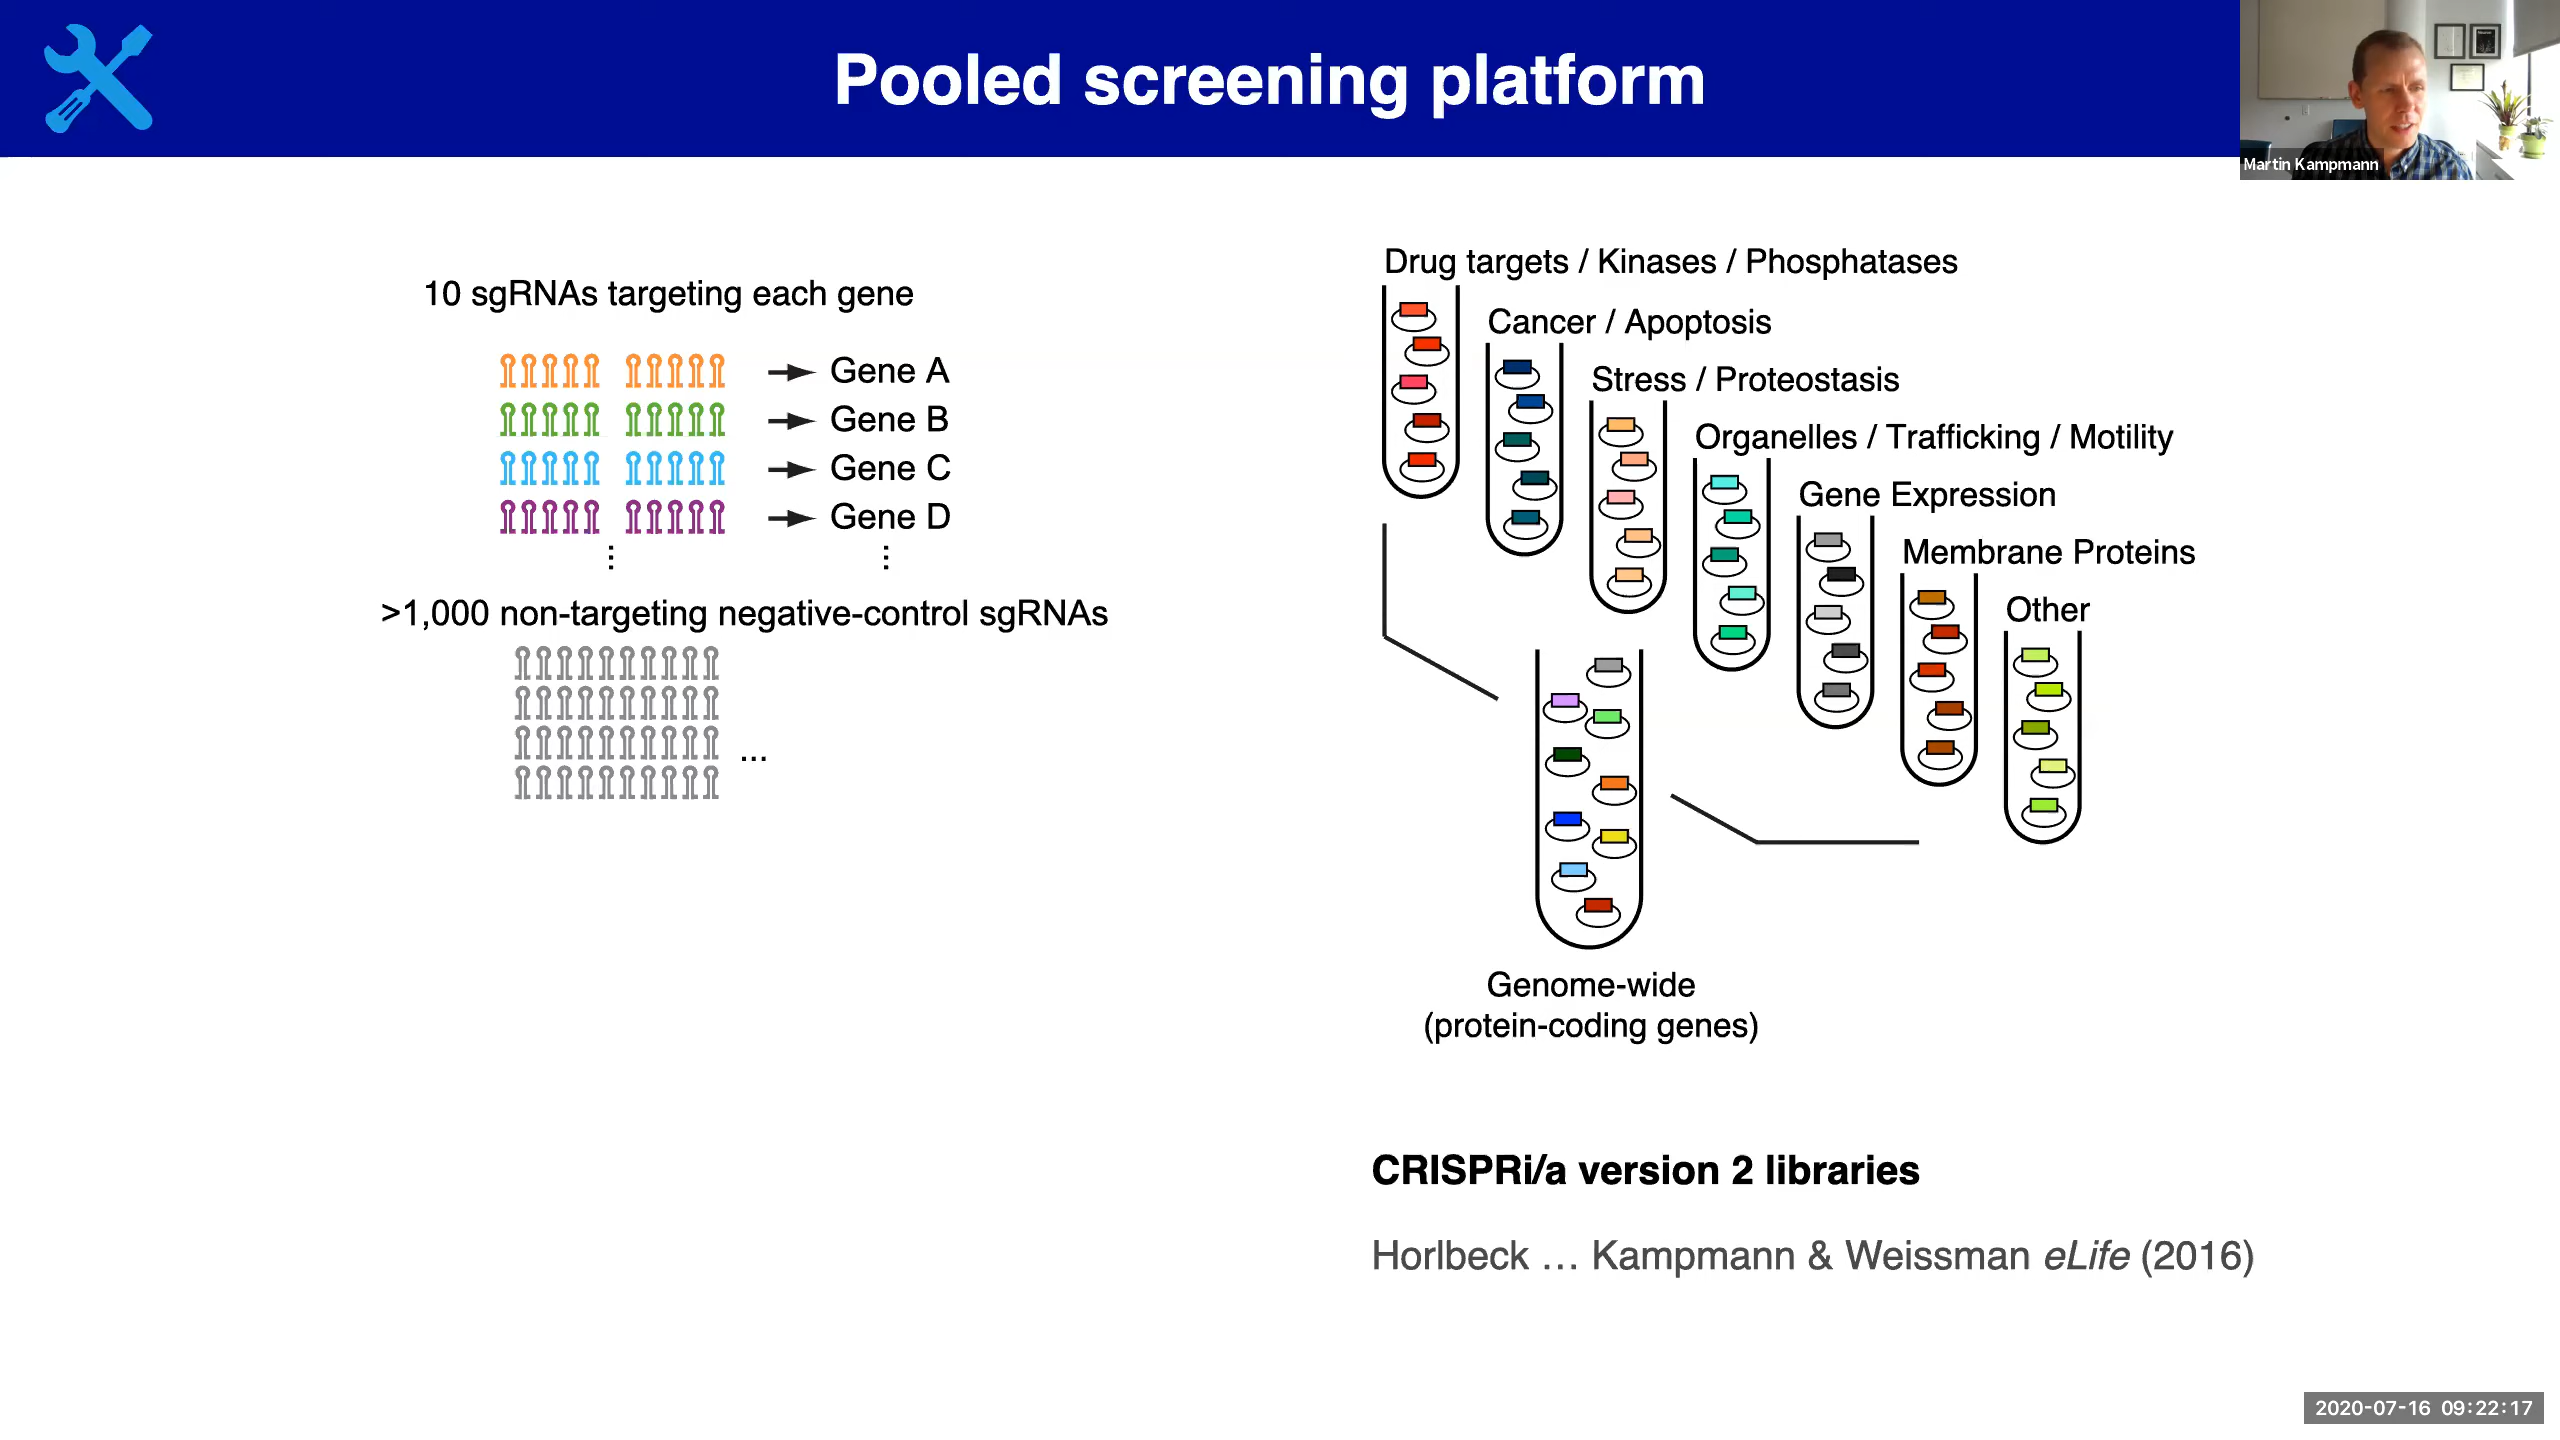 Pooled screening platform
Martin Kampmann
10 sgRNAs targeting each gene
Gene A
Gene B
Gene C
Gene D
>1,000 non-targeting negative-control sgRNAs
...
Drug targets / Kinases / Phosphatases
Cancer / Apoptosis
Stress / Proteostasis
Organelles / Trafficking / Motility
Gene Expression
Membrane Proteins
Other
Genome-wide
(protein-coding genes)
CRISPRi/a version 2 libraries
Horlbeck … Kampmann & Weissman eLife (2016)
2020-07-16 09:22:17